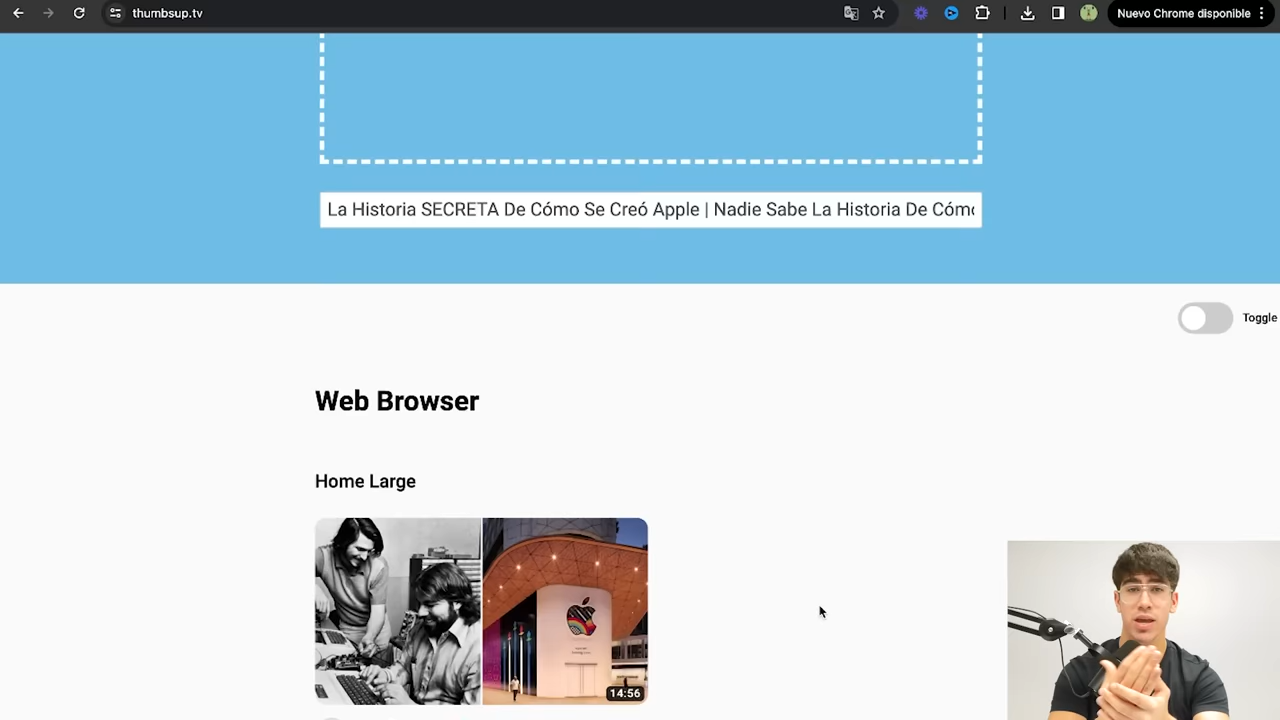 thumbsup.tv
Nuevo Chrome disponible
La Historia SECRETA De Cómo Se Creó Apple | Nadie Sabe La Historia De Cómo
Toggle
Web Browser
Home Large
14:56